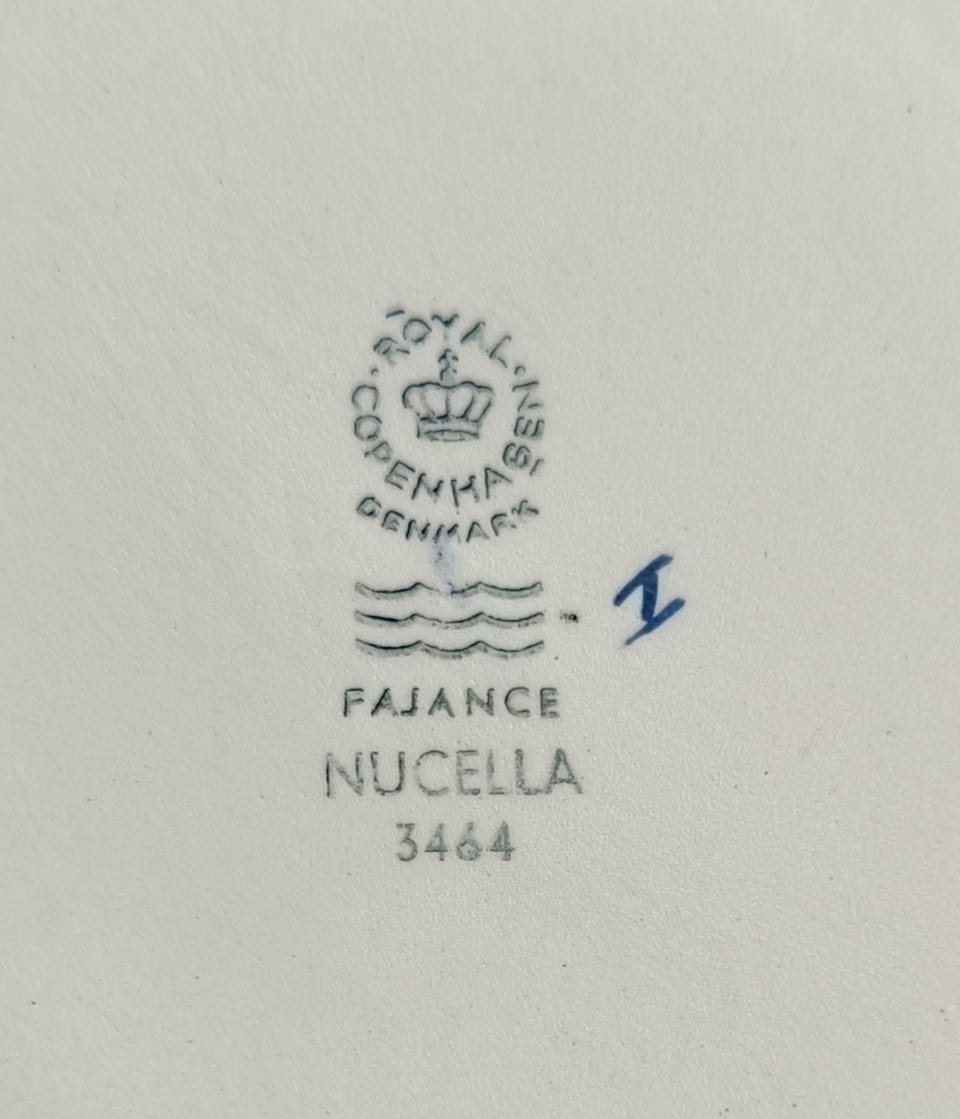 ROYAL
COPENHAGEN
DENMARK
I
FAJANCE
NUCELLA
3464